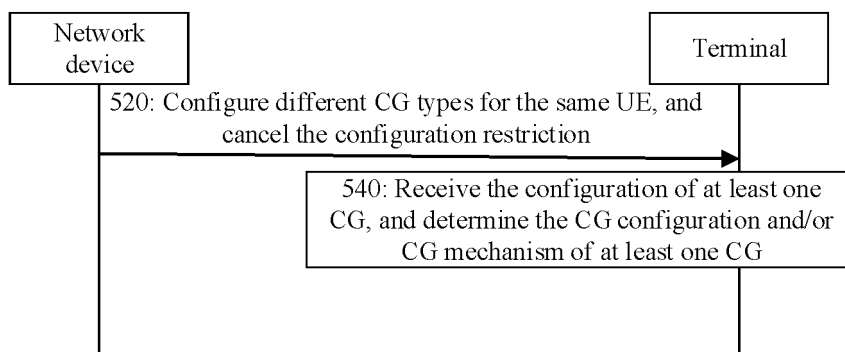 Network
device
Terminal
520: Configure different CG types for the same UE, and
cancel the configuration restriction
540: Receive the configuration of at least one
CG, and determine the CG configuration and/or
CG mechanism of at least one CG